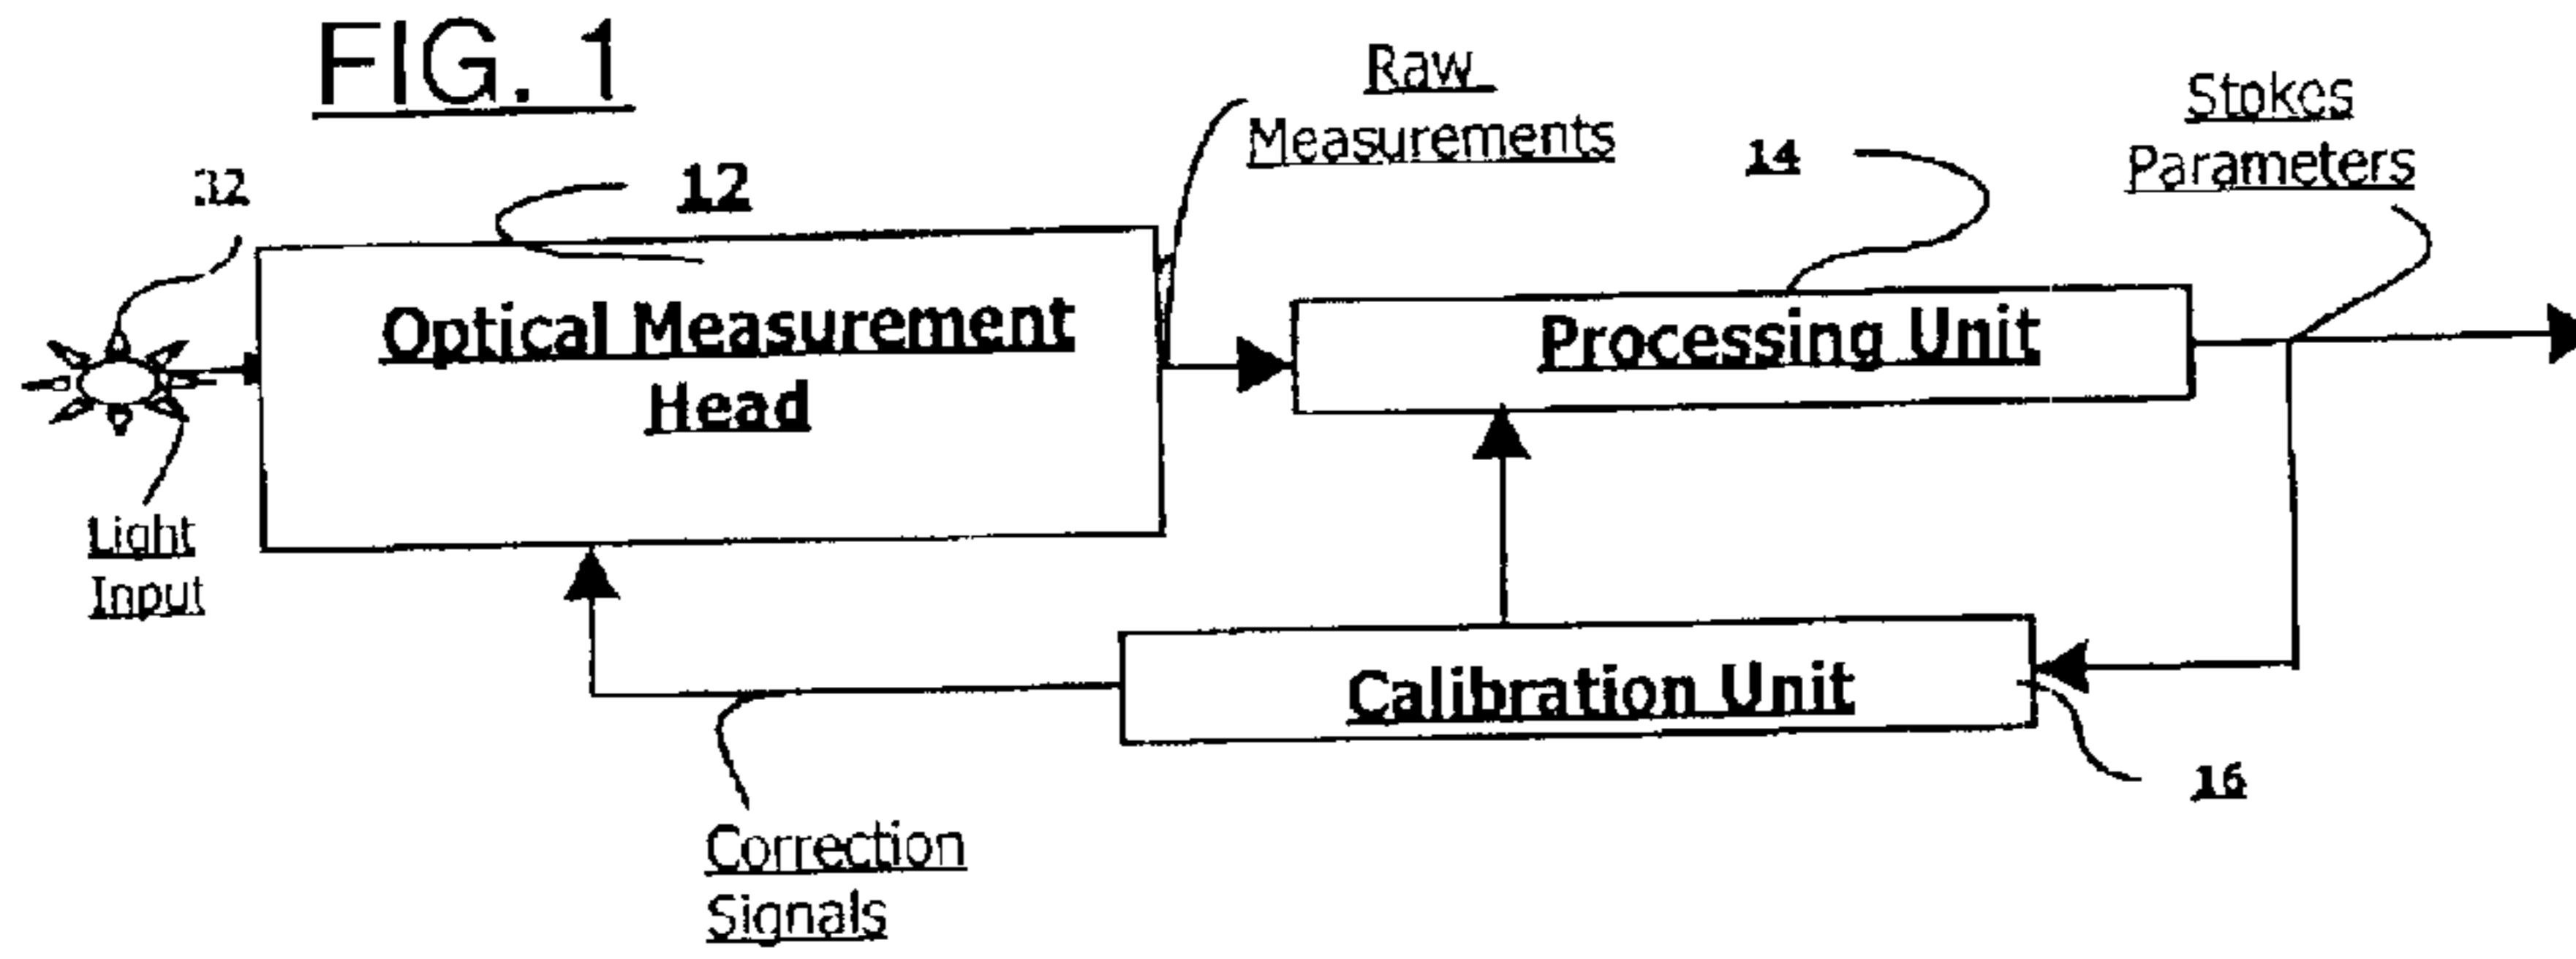 FIG. 1
Raw
Measurements
Stokes
Parameters
14
32
12
Optical Measurement
Head
Processing Unit
Light
Input
Calibration Unit
16
Correction
Signals